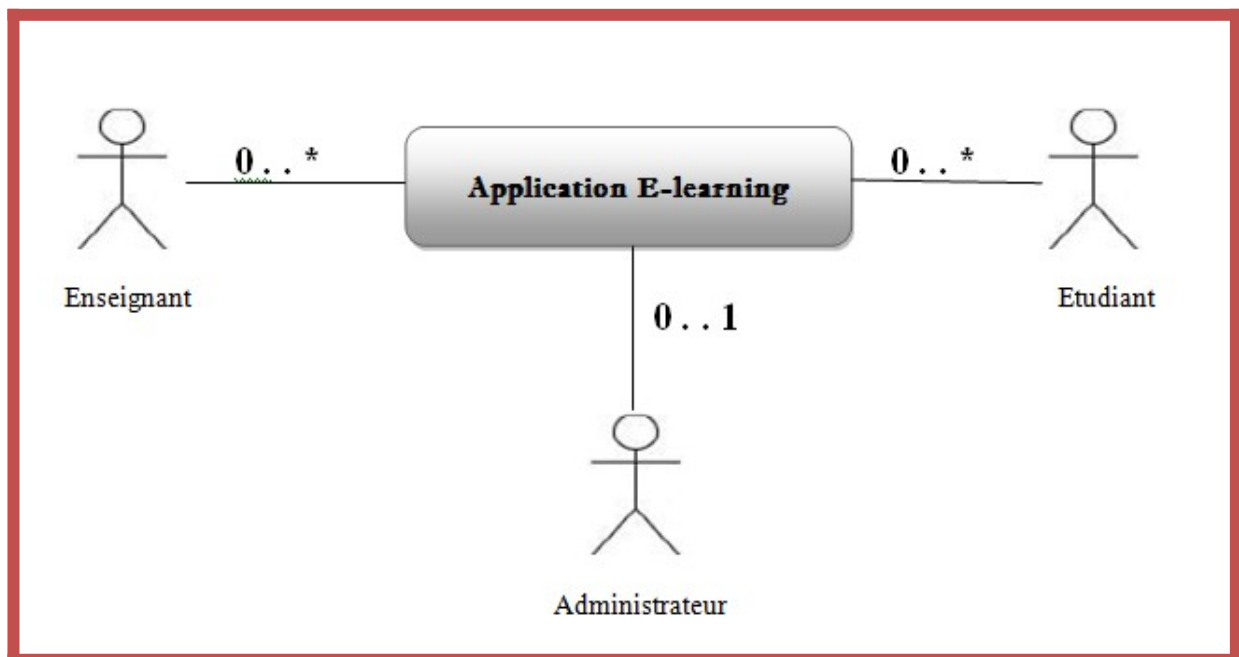 0 . . *
Application E-learning
0 . . *
Enseignant
Etudiant
0 . . 1
Administrateur